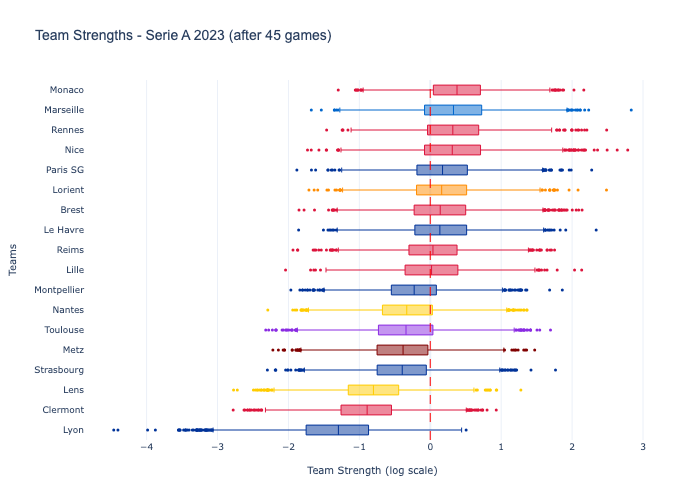 Team Strengths - Serie A 2023 (after 45 games)
Monaco
Marseille
Rennes
Nice
Paris SG
Lorient
Brest
Le Havre
Reims
Lille
Montpellier
Nantes
Toulouse
Metz
Strasbourg
Lens
Clermont
Lyon
Teams
−4 −3 −2 −1 0 1 2 3
Team Strength (log scale)